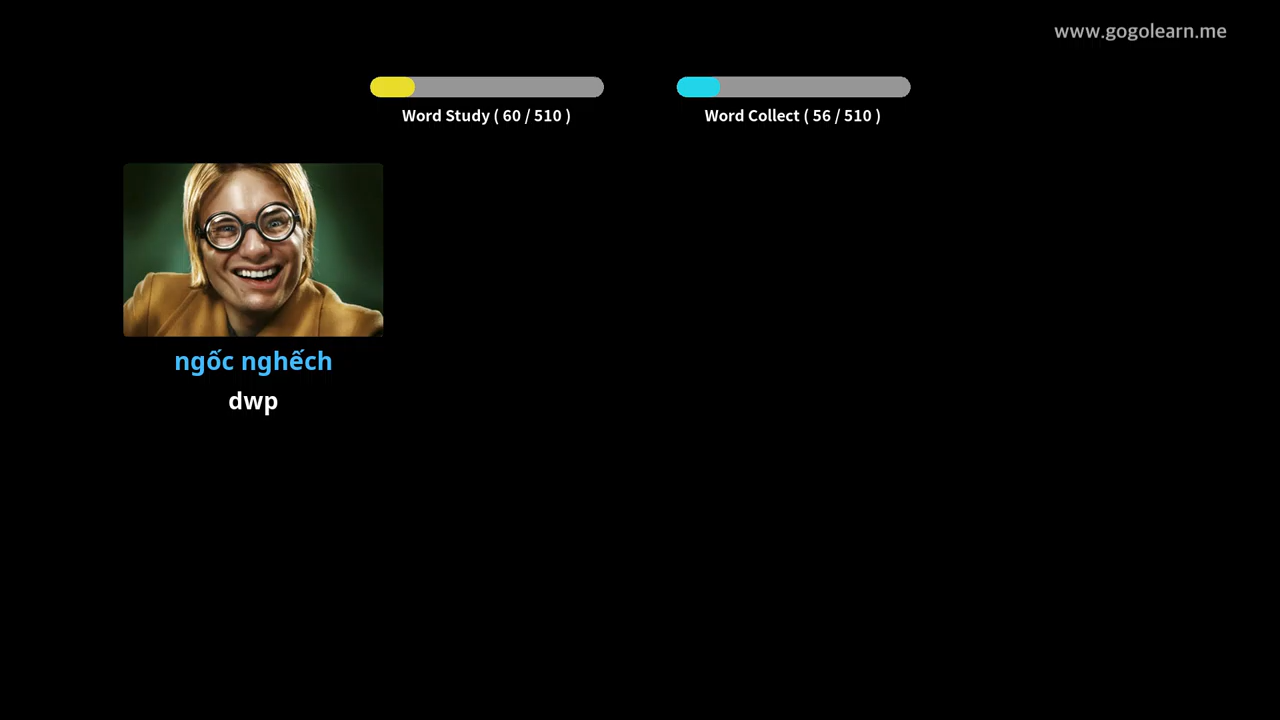 www.gogolearn.me
Word Study ( 60 / 510 )
Word Collect ( 56 / 510 )
ngốc nghếch
dwp